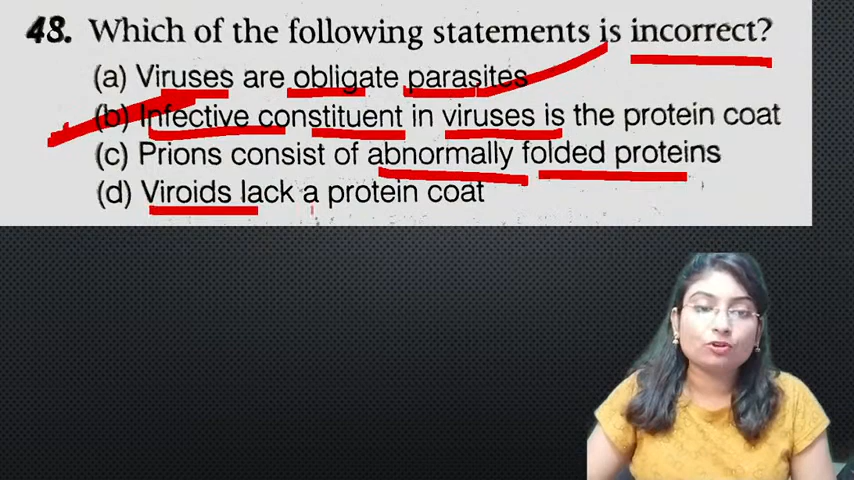 48. Which of the following statements is incorrect?
(a) Viruses are obligate parasites
(b) Infective constituent in viruses is the protein coat
(c) Prions consist of abnormally folded proteins
(d) Viroids lack a protein coat